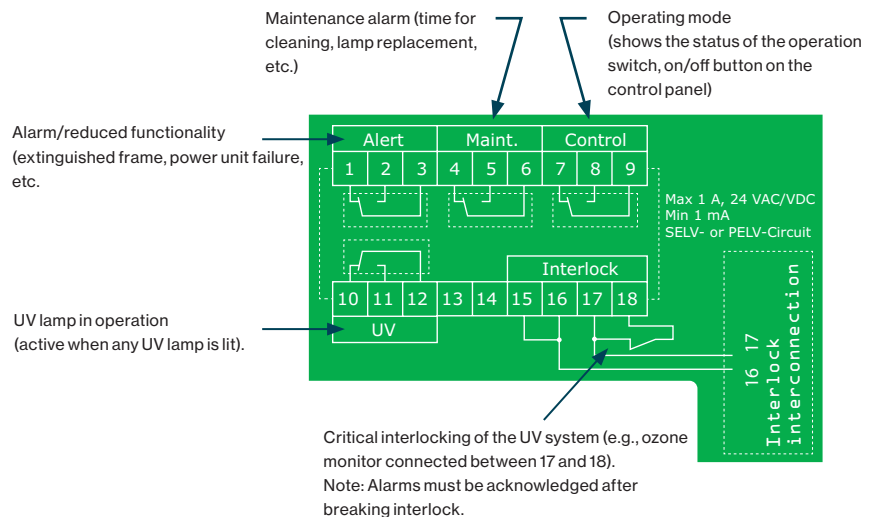 Maintenance alarm (time for
cleaning, lamp replacement,
etc.)
Operating mode
(shows the status of the operation
switch, on/off button on the
control panel)
Alarm/reduced functionality
(extinguished frame, power unit failure,
etc.
Alert Maint. Control
1 2 3 4 5 6 7 8 9
Max 1 A, 24 VAC/VDC
Min 1 mA
SELV- or PELV-Circuit
Interlock
10 11 12 13 14 15 16 17 18
UV
UV lamp in operation
(active when any UV lamp is lit).
16 17
Interlock
interconnection
Critical interlocking of the UV system (e.g., ozone
monitor connected between 17 and 18).
Note: Alarms must be acknowledged after
breaking interlock.